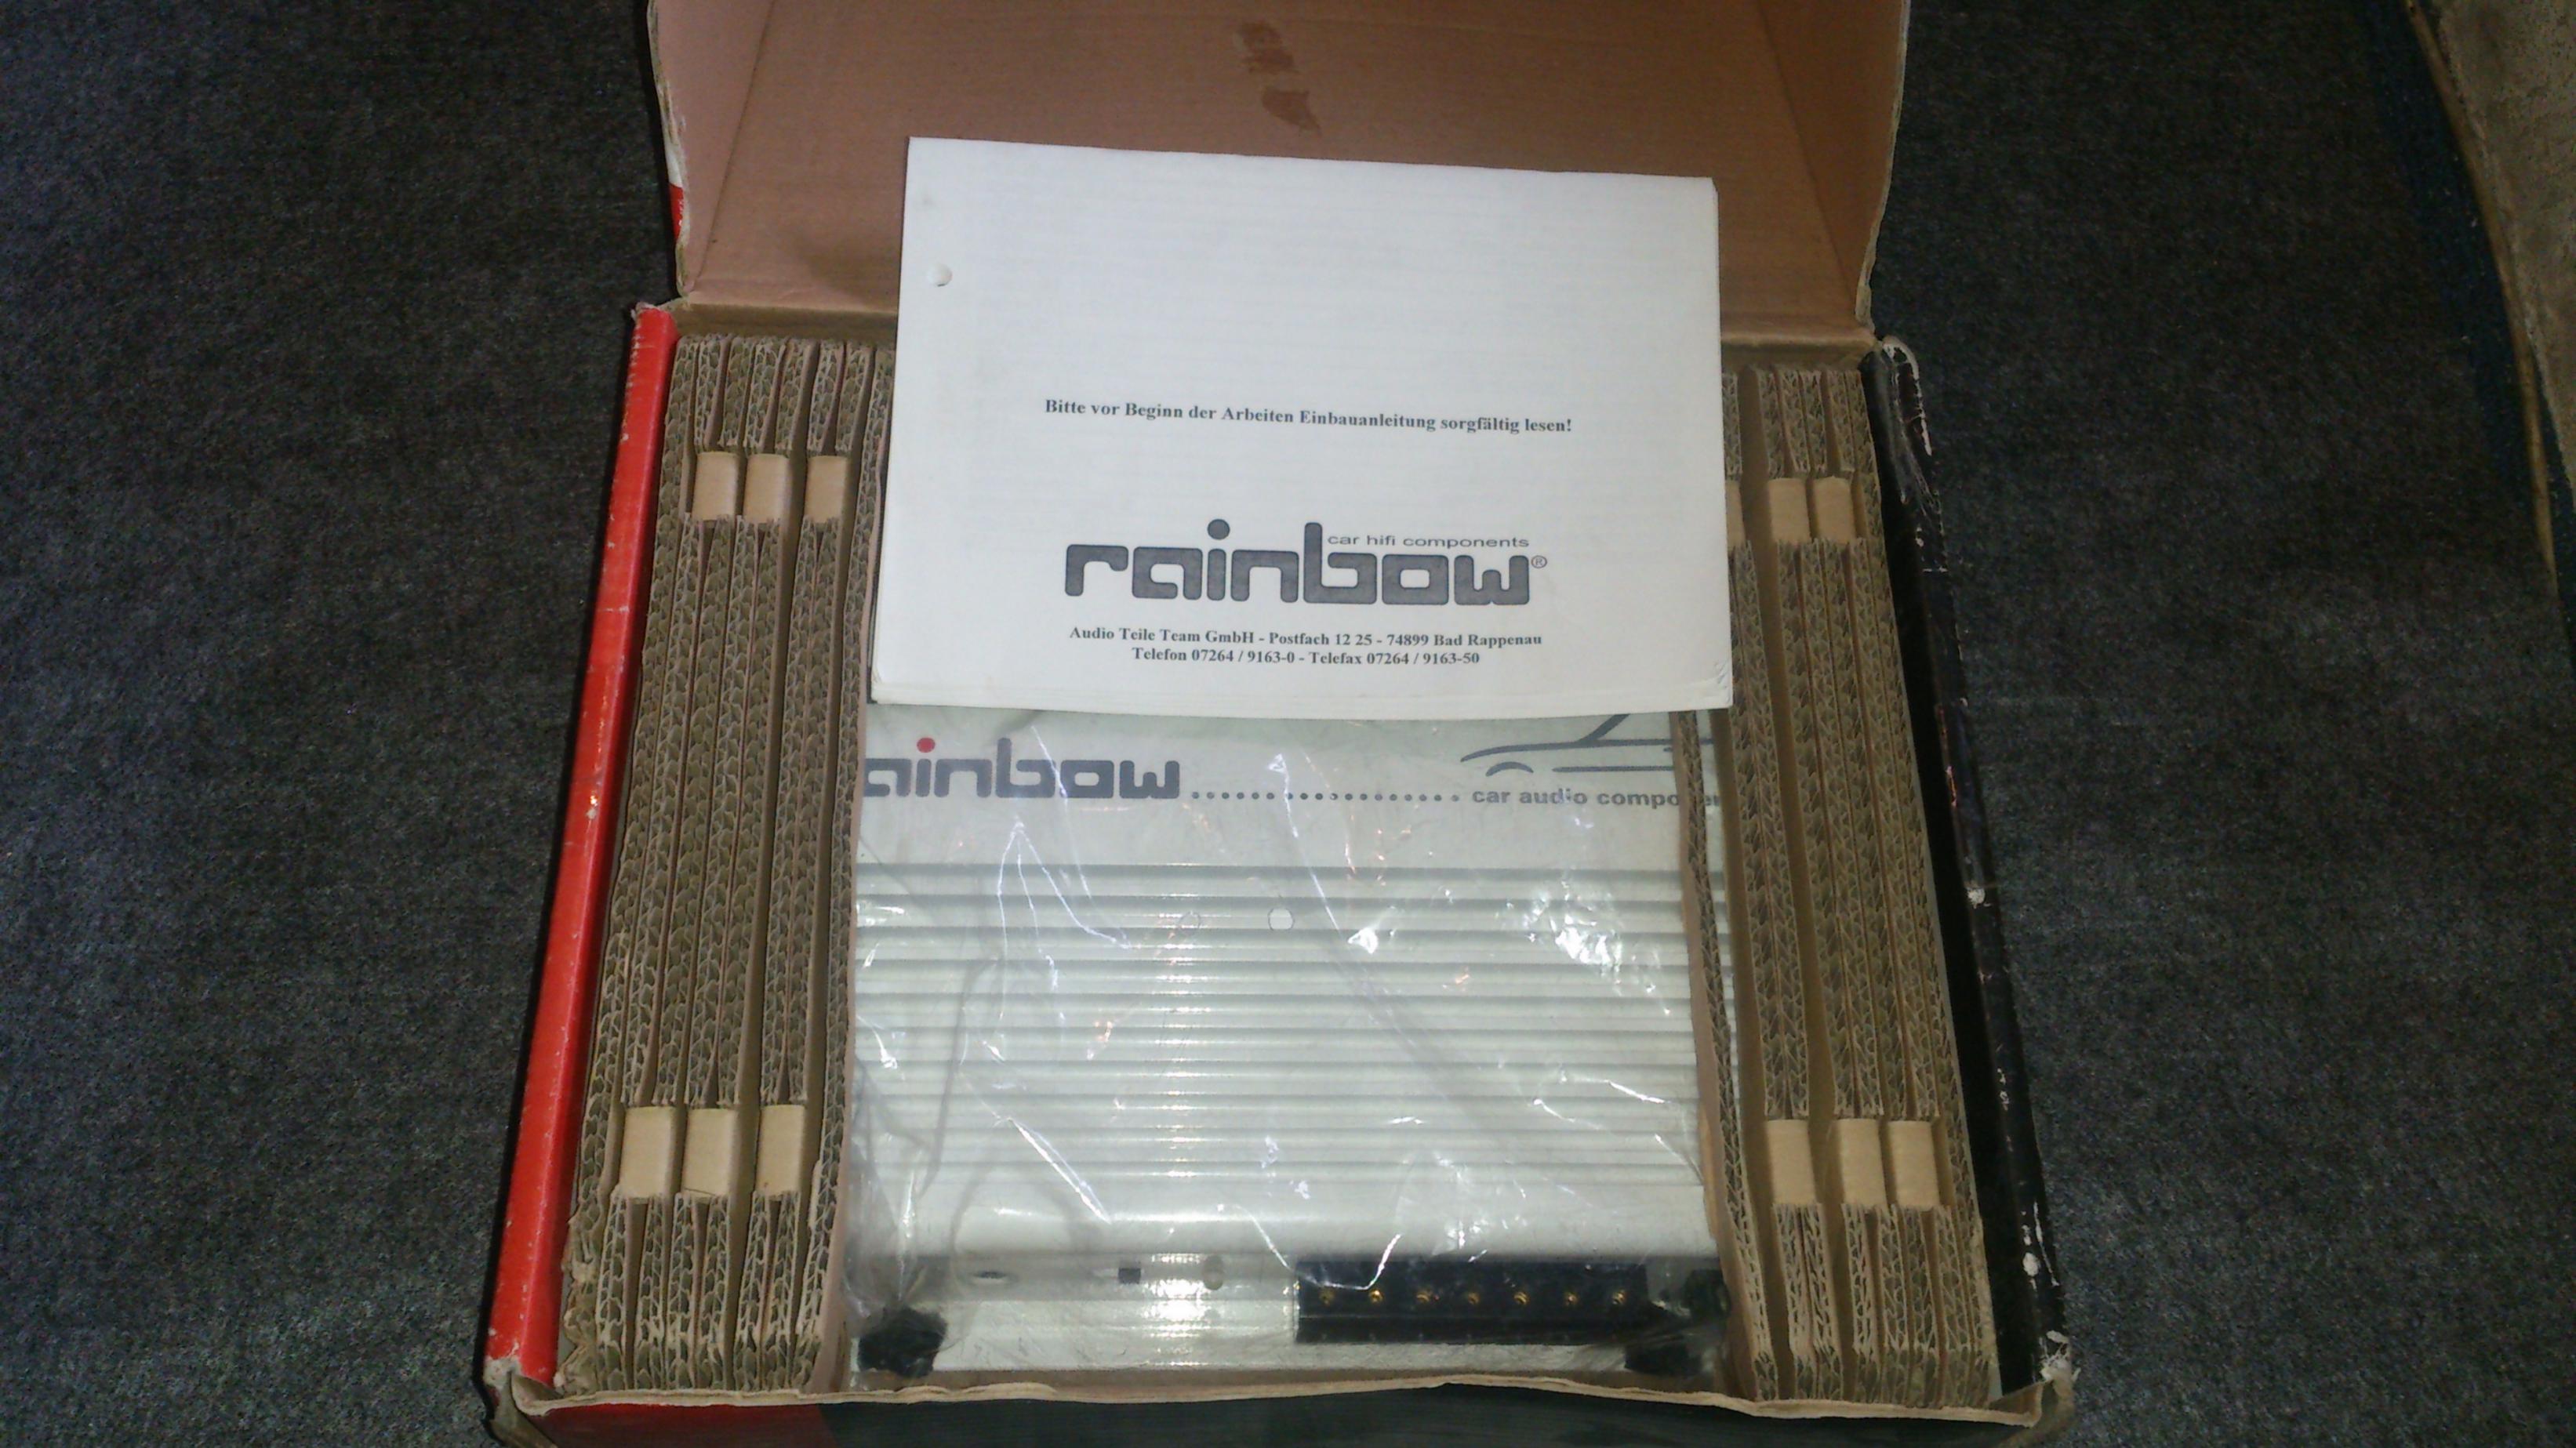 Bitte vor Beginn der Arbeiten Einbauanleitung sorgfältig lesen!
car hifi components
rainbow®
Audio Teile Team GmbH - Postfach 12 25 - 74899 Bad Rappenau
Telefon 07264 / 9163-0 - Telefax 07264 / 9163-50
ainbow.................. car audio compo